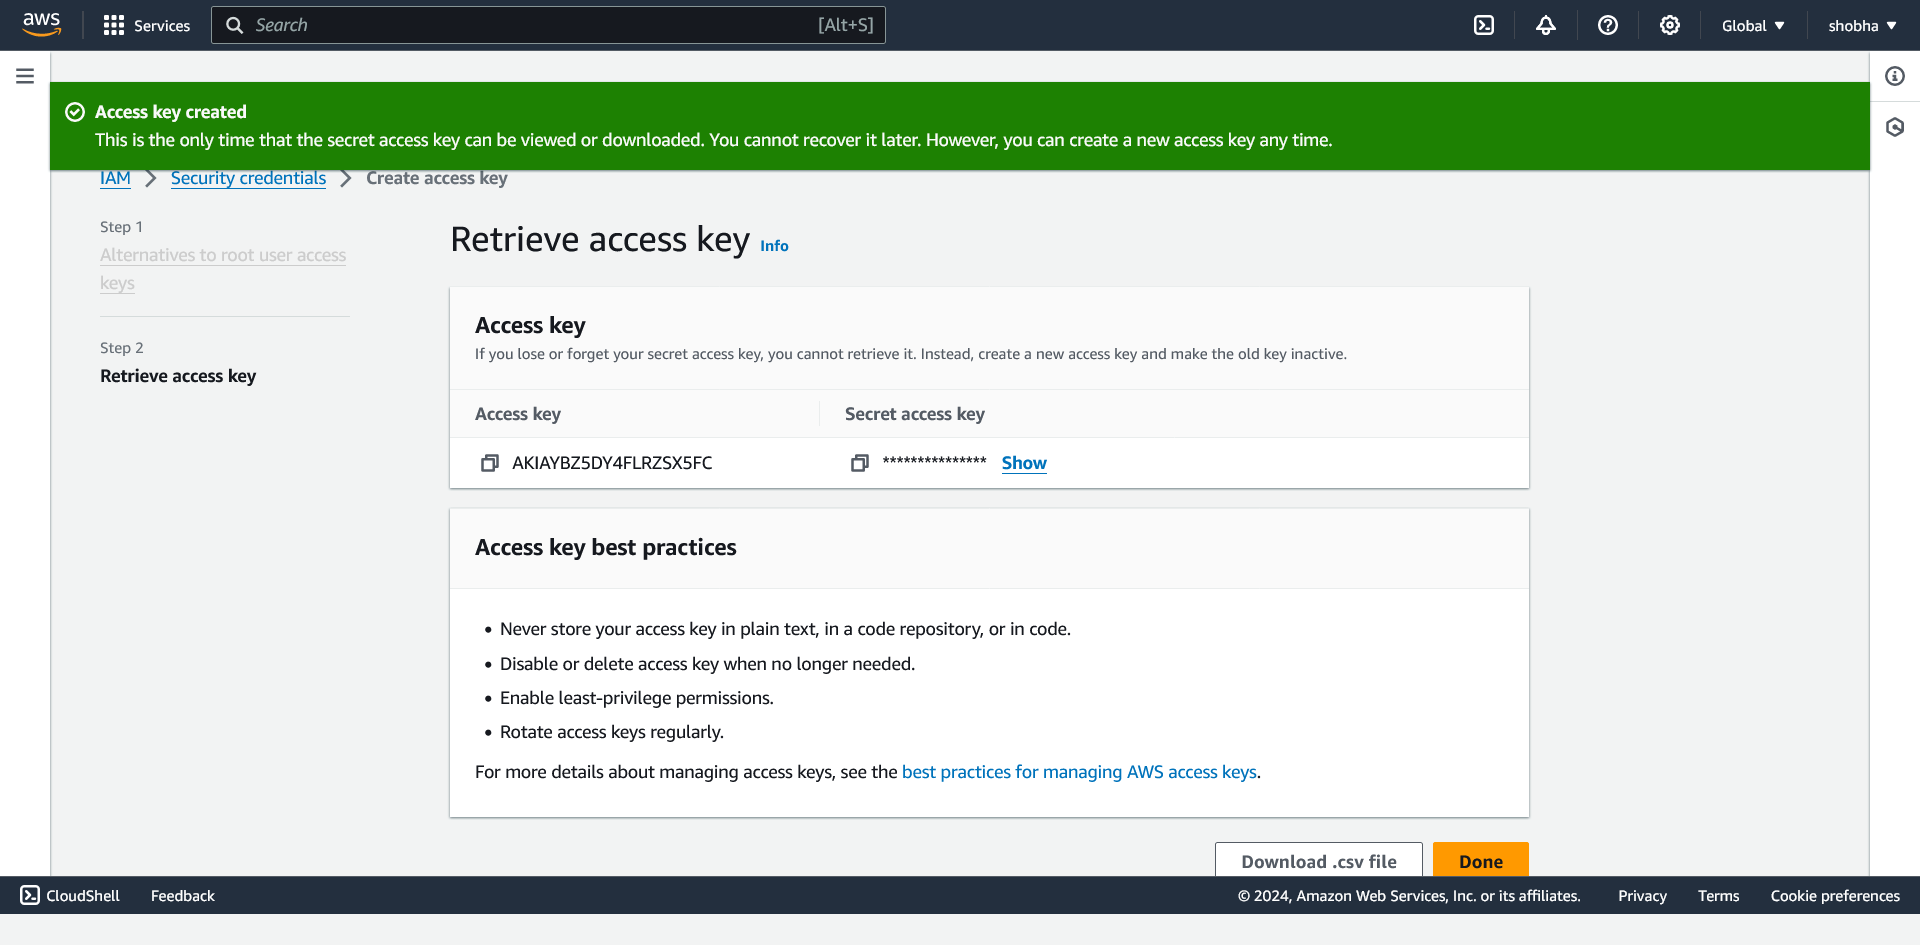 aws
Services
Search
[Alt+S]
Global
shobha
Access key created
This is the only time that the secret access key can be viewed or downloaded. You cannot recover it later. However, you can create a new access key any time.
IAM
Security credentials
Create access key
Step 1
Alternatives to root user access
keys
Step 2
Retrieve access key
Retrieve access key Info
Access key
If you lose or forget your secret access key, you cannot retrieve it. Instead, create a new access key and make the old key inactive.
Access key
Secret access key
AKIAYBZ5DY4FLRZSX5FC
*************** Show
Access key best practices
• Never store your access key in plain text, in a code repository, or in code.
• Disable or delete access key when no longer needed.
• Enable least-privilege permissions.
• Rotate access keys regularly.
For more details about managing access keys, see the best practices for managing AWS access keys.
Download .csv file
Done
CloudShell
Feedback
© 2024, Amazon Web Services, Inc. or its affiliates.
Privacy
Terms
Cookie preferences